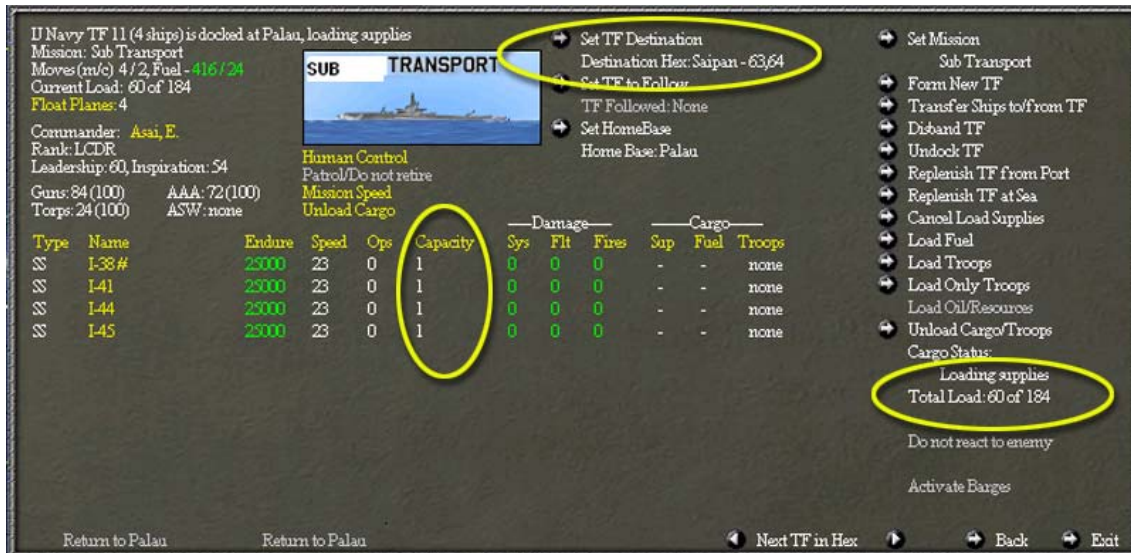 IJ Navy TF 11 (4 ships) is docked at Palau, loading supplies
Mission: Sub Transport
Moves (m/c) 4 / 2, Fuel - 416 / 24
Current Load: 60 of 184
Float Planes: 4
Commander: Asai, E.
Rank: LCDR
Leadership: 60, Inspiration: 54
Guns: 84 (100) AAA: 72 (100)
Torps: 24 (100) ASW: none
SUB TRANSPORT
Human Control
Patrol/Do not retire
Mission Speed
Unload Cargo
Set TF Destination
Destination Hex: Saipan - 63,64
Set TF to Follow
TF Followed: None
Set HomeBase
Home Base: Palau
Damage Cargo
Type Name Endure Speed Ops Capacity Sys Flt Fires Sup Fuel Troops
SS I-38 # 25000 23 0 1 0 0 0 - - none
SS I-41 25000 23 0 1 0 0 0 - - none
SS I-44 25000 23 0 1 0 0 0 - - none
SS I-45 25000 23 0 1 0 0 0 - - none
Set Mission
Sub Transport
Form New TF
Transfer Ships to/from TF
Disband TF
Undock TF
Replenish TF from Port
Replenish TF at Sea
Cancel Load Supplies
Load Fuel
Load Troops
Load Only Troops
Load Oil/Resources
Unload Cargo/Troops
Cargo Status:
Loading supplies
Total Load: 60 of 184
Do not react to enemy
Activate Barges
Return to Palau Return to Palau Next TF in Hex Back Exit